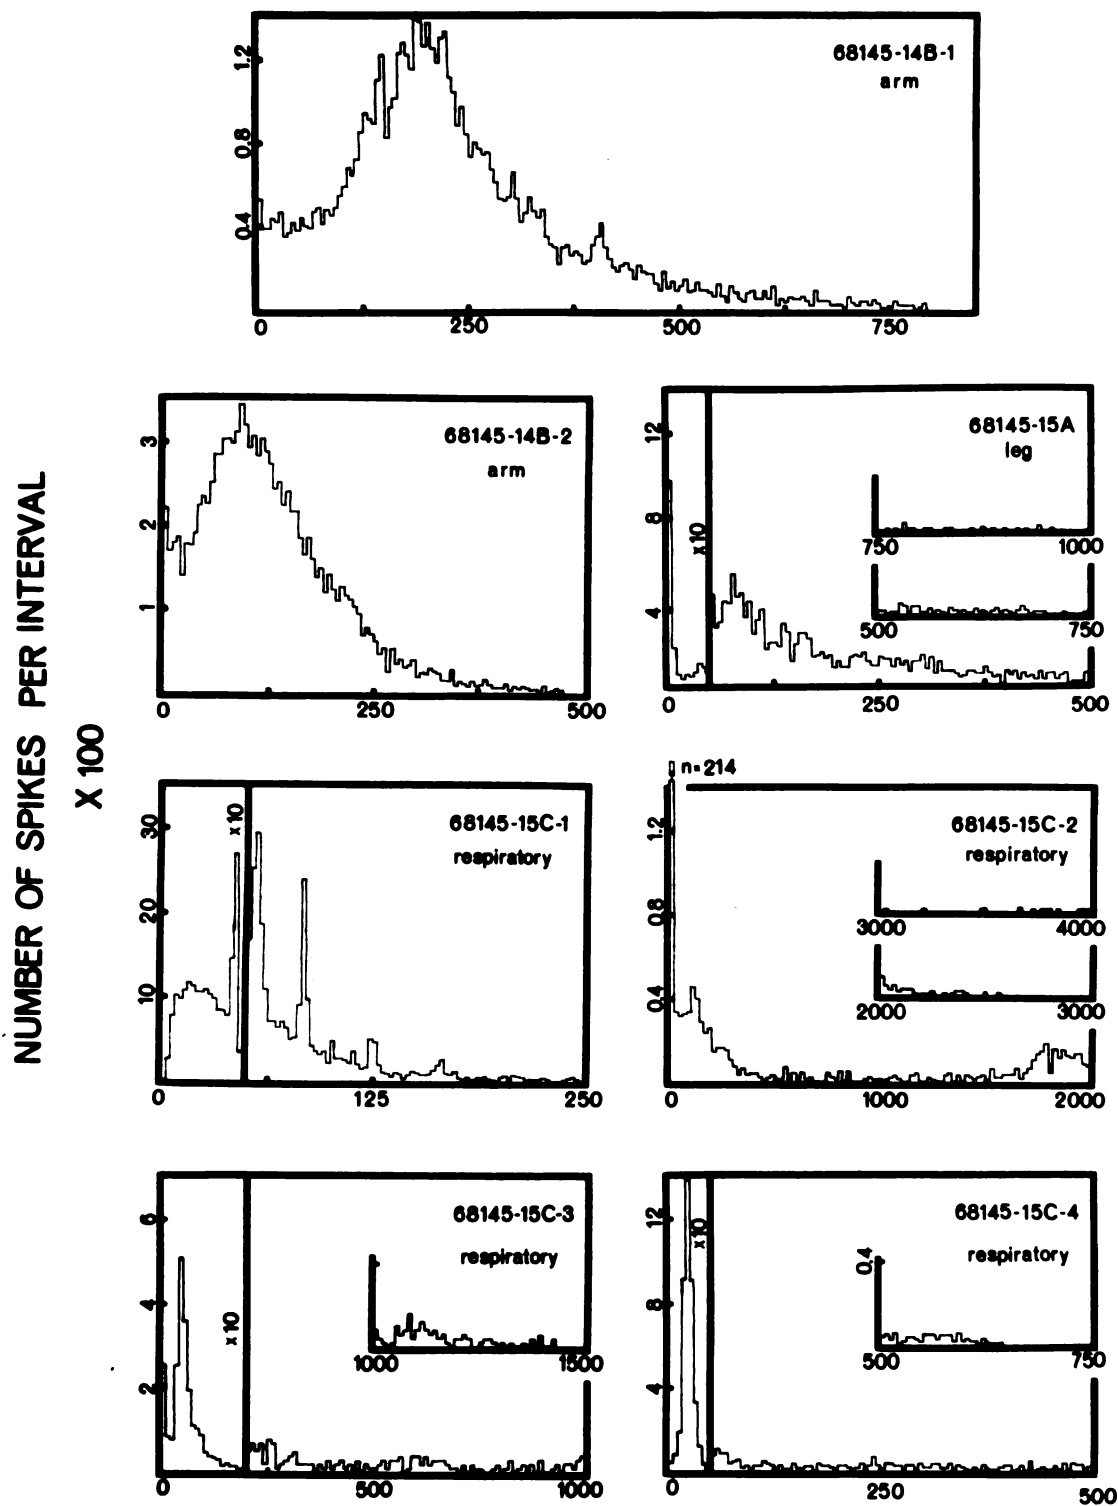 NUMBER OF SPIKES PER INTERVAL
X 100
68145-14B-1
arm
1.2
0.8
0.4
0 250 500 750
68145-14B-2
arm
3
2
1
0 250 500
68145-15A
leg
12
8
4
x10
750 1000
500 750
0 250 500
68145-15C-1
respiratory
x10
30
20
10
0 125 250
n=214
68145-15C-2
respiratory
1.2
0.8
0.4
3000 4000
2000 3000
0 1000 2000
68145-15C-3
respiratory
6
4
2
x10
1000 1500
0 500 1000
68145-15C-4
respiratory
12
8
4
x10
0.4
500 750
0 250 500